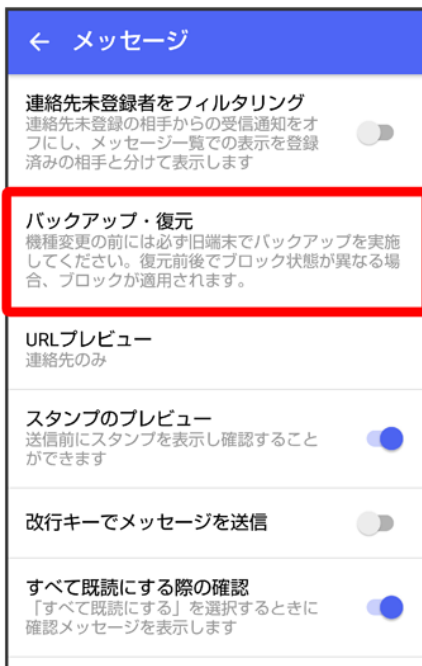 ← メッセージ
連絡先未登録者をフィルタリング
連絡先未登録の相手からの受信通知をオ
フにし、メッセージ一覧での表示を登録
済みの相手と分けて表示します
バックアップ・復元
機種変更の前には必ず旧端末でバックアップを実施
してください。復元前後でブロック状態が異なる場
合、ブロックが適用されます。
URLプレビュー
連絡先のみ
スタンプのプレビュー
送信前にスタンプを表示し確認すること
ができます
改行キーでメッセージを送信
すべて既読にする際の確認
「すべて既読にする」を選択するときに
確認メッセージを表示します